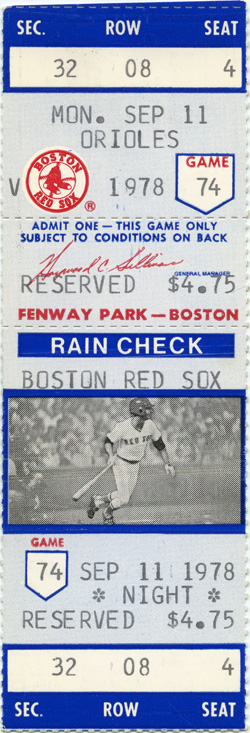 SEC. ROW SEAT
32 08 4
MON. SEP 11
ORIOLES
V BOSTON RED SOX ® 1978 GAME 74
ADMIT ONE — THIS GAME ONLY
SUBJECT TO CONDITIONS ON BACK
Haywood C. Sullivan
GENERAL MANAGER
RESERVED $4.75
FENWAY PARK — BOSTON
RAIN CHECK
BOSTON RED SOX
RED SOX
GAME
74 SEP 11 1978
* NIGHT *
RESERVED $4.75
32 08 4
SEC. ROW SEAT